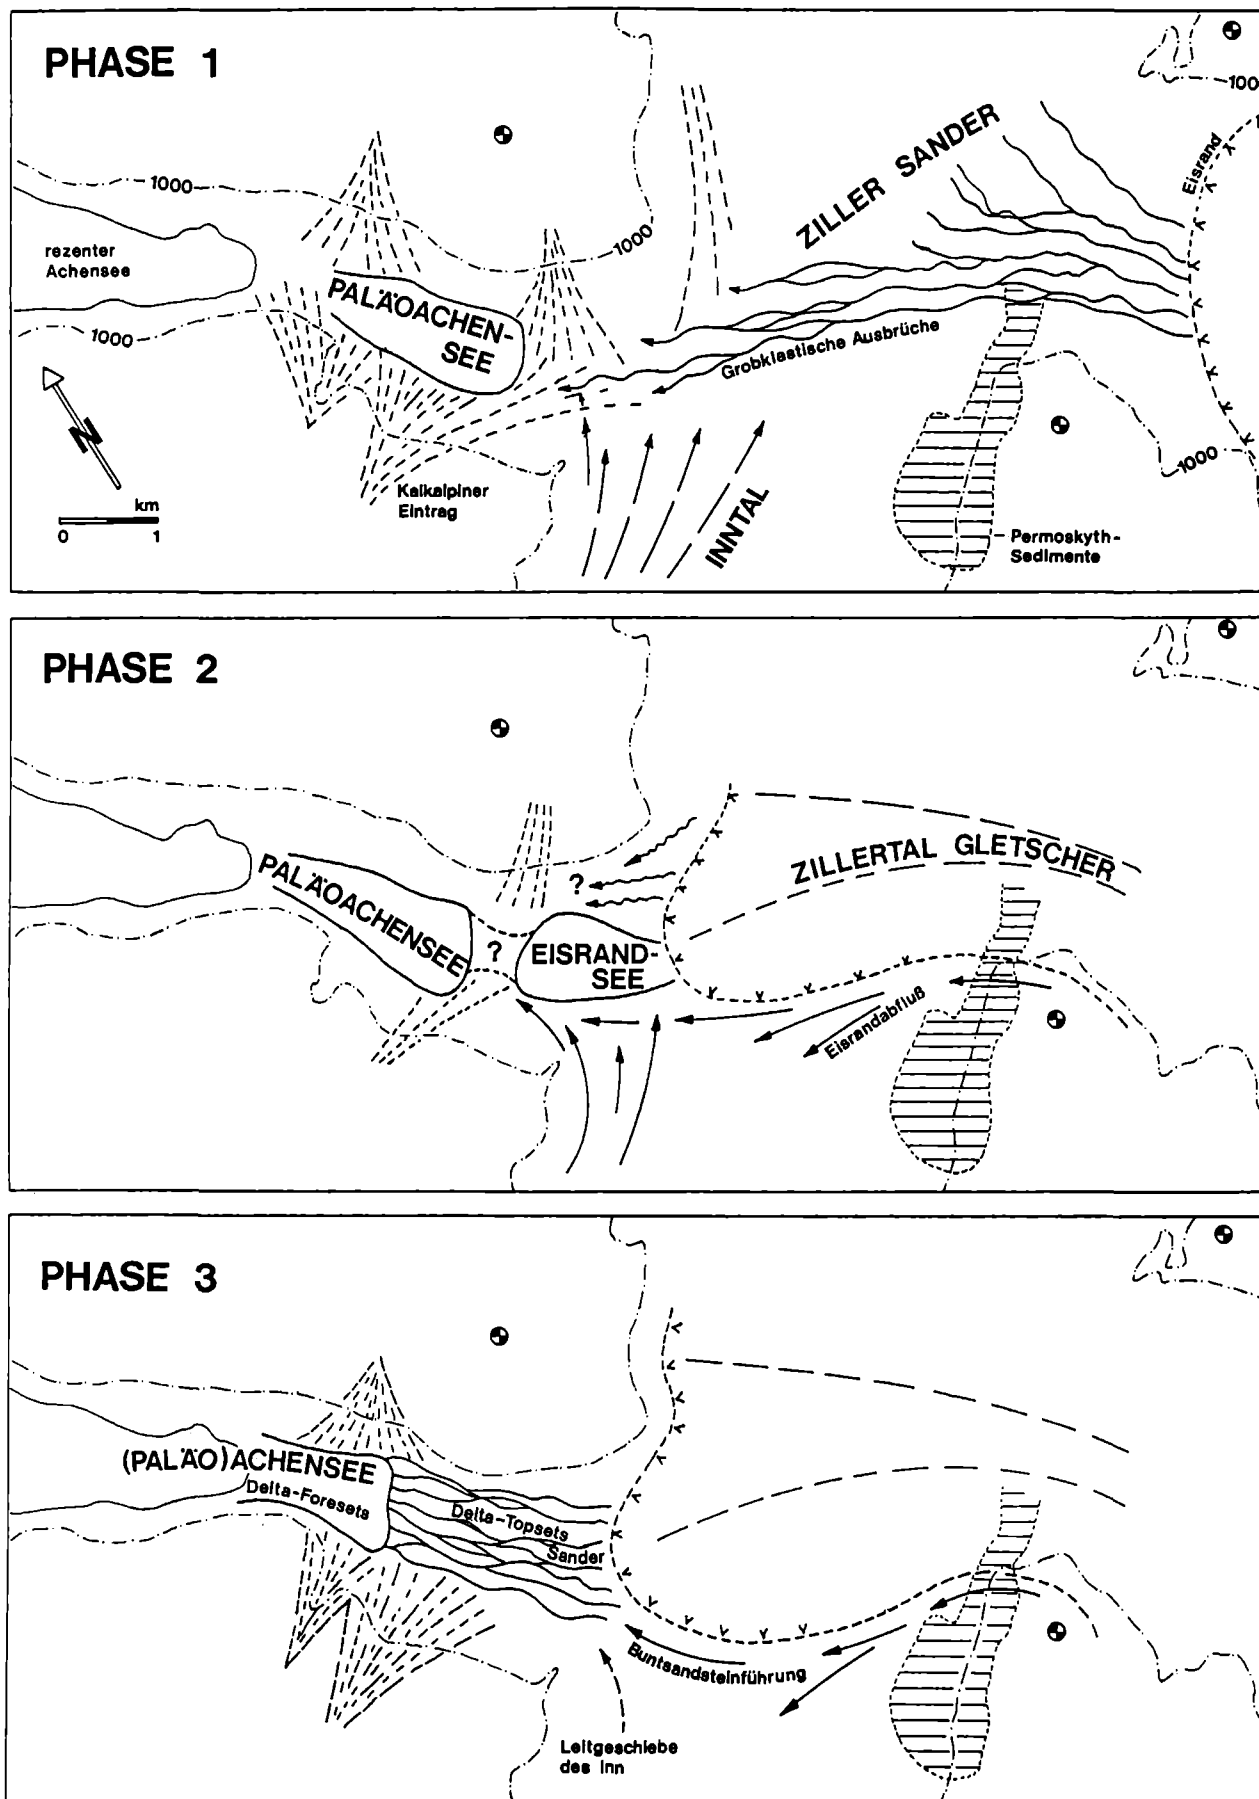 PHASE 1
1000
100
Eisrand
ZILLER SANDER
1000
rezenter
Achensee
PALÄOACHEN-
SEE
1000
Grobklastische Ausbrüche
N
1000
Kalkalpiner
Eintrag
km
0 1
INNTAL
Permoskyth-
Sedimente
PHASE 2
ZILLERTAL GLETSCHER
PALÄOACHENSEE
?
?
EISRAND-
SEE
Eisrandabfluß
PHASE 3
(PALÄO)ACHENSEE
Delta-Foresets
Delta-Topsets
Sander
Buntsandsteinführung
Leitgeschiebe
des Inn